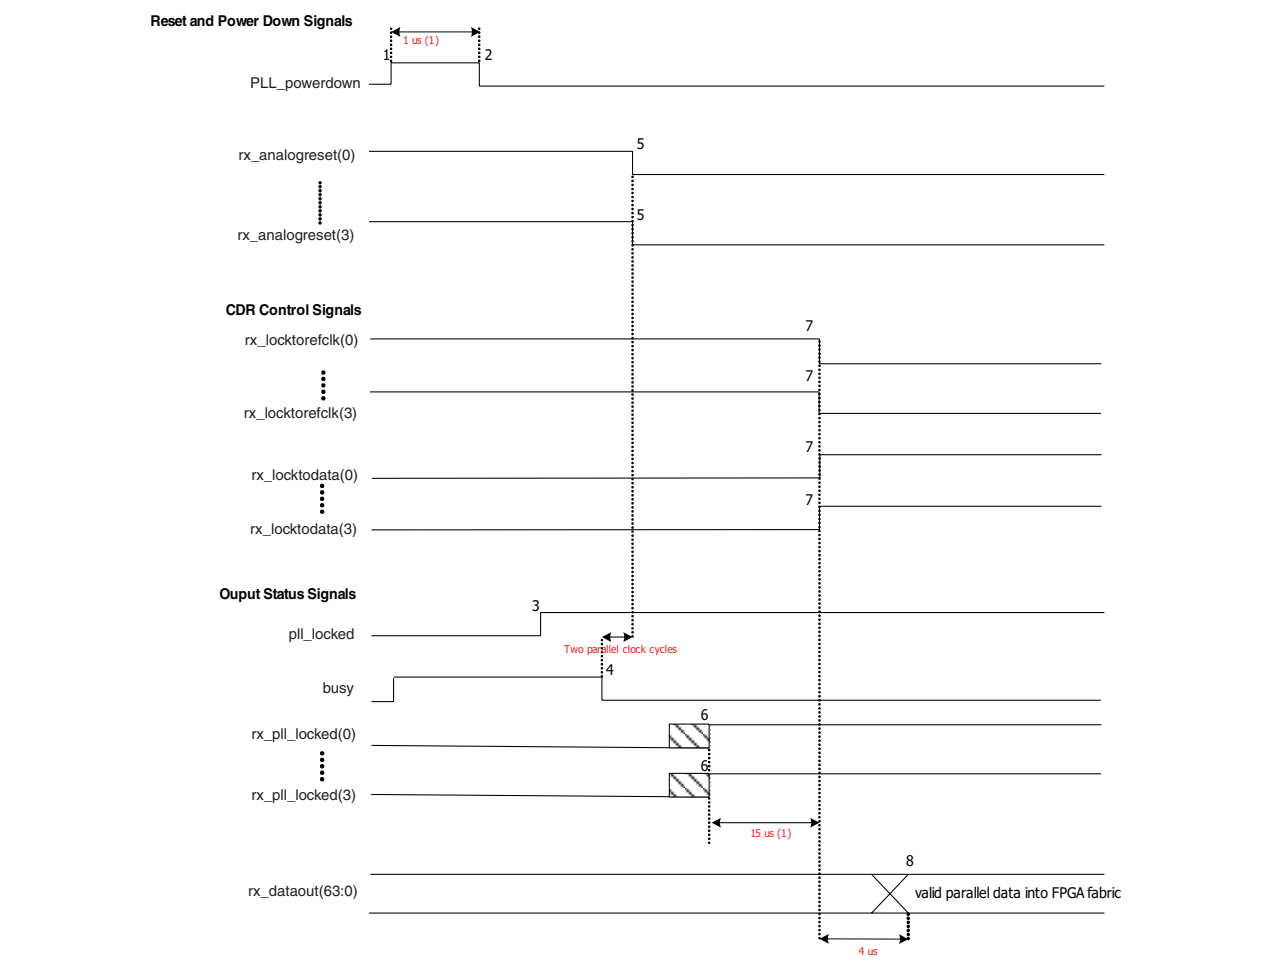 Reset and Power Down Signals
1 us (1)
1
2
PLL_powerdown
5
rx_analogreset(0)
5
rx_analogreset(3)
CDR Control Signals
7
rx_locktorefclk(0)
7
rx_locktorefclk(3)
7
rx_locktodata(0)
7
rx_locktodata(3)
Ouput Status Signals
3
pll_locked
Two parallel clock cycles
4
busy
6
rx_pll_locked(0)
6
rx_pll_locked(3)
15 us (1)
8
rx_dataout(63:0)
valid parallel data into FPGA fabric
4 us